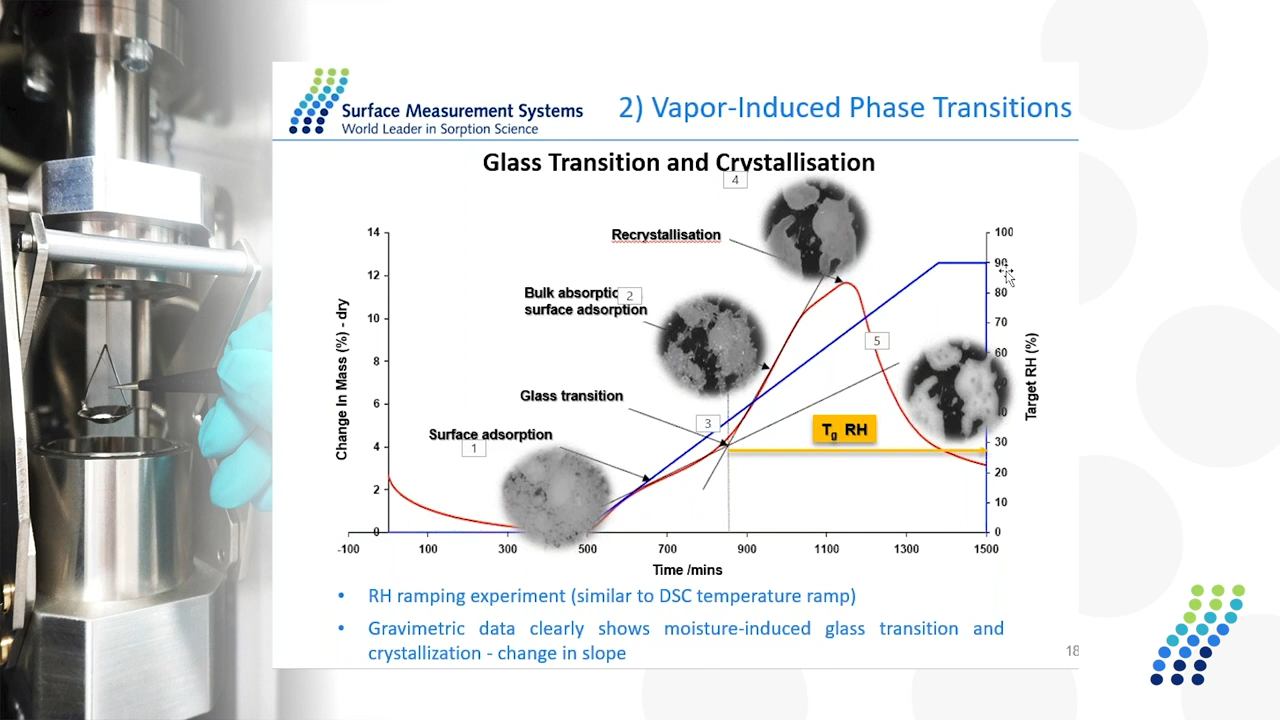 Surface Measurement Systems
World Leader in Sorption Science
2) Vapor-Induced Phase Transitions
Glass Transition and Crystallisation
4
Recrystallisation
Bulk absorptio
2
surface adsorption
5
Glass transition
3
Surface adsorption
1
Tg RH
Change In Mass (%) - dry
14
12
10
8
6
4
2
0
Target RH (%)
100
90
80
70
60
30
20
10
0
-100
100
300
500
700
900
1100
1300
1500
Time /mins
• RH ramping experiment (similar to DSC temperature ramp)
• Gravimetric data clearly shows moisture-induced glass transition and
crystallization - change in slope
18